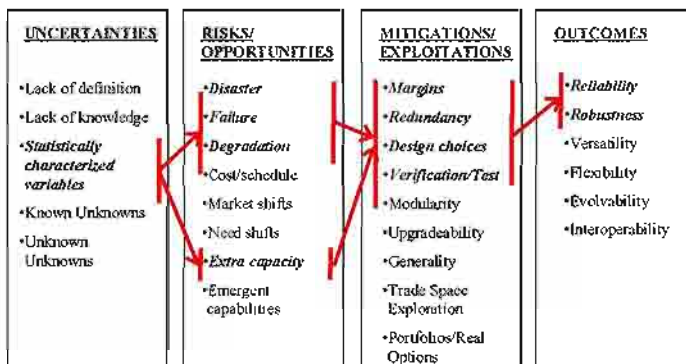 UNCERTAINTIES
•Lack of definition
•Lack of knowledge
•Statistically
characterized
variables
•Known Unknowns
•Unknown
Unknowns
RISKS/
OPPORTUNITIES
•Disaster
•Failure
•Degradation
•Cost/schedule
•Market shifts
•Need shifts
•Extra capacity
•Emergent
capabilities
MITIGATIONS/
EXPLOITATIONS
•Margins
•Redundancy
•Design choices
•Verification/Test
•Modularity
•Upgradeability
•Generality
•Trade Space
Exploration
•Portfolios/Real
Options
OUTCOMES
•Reliability
•Robustness
•Versatility
•Flexibility
•Evolvability
•Interoperability